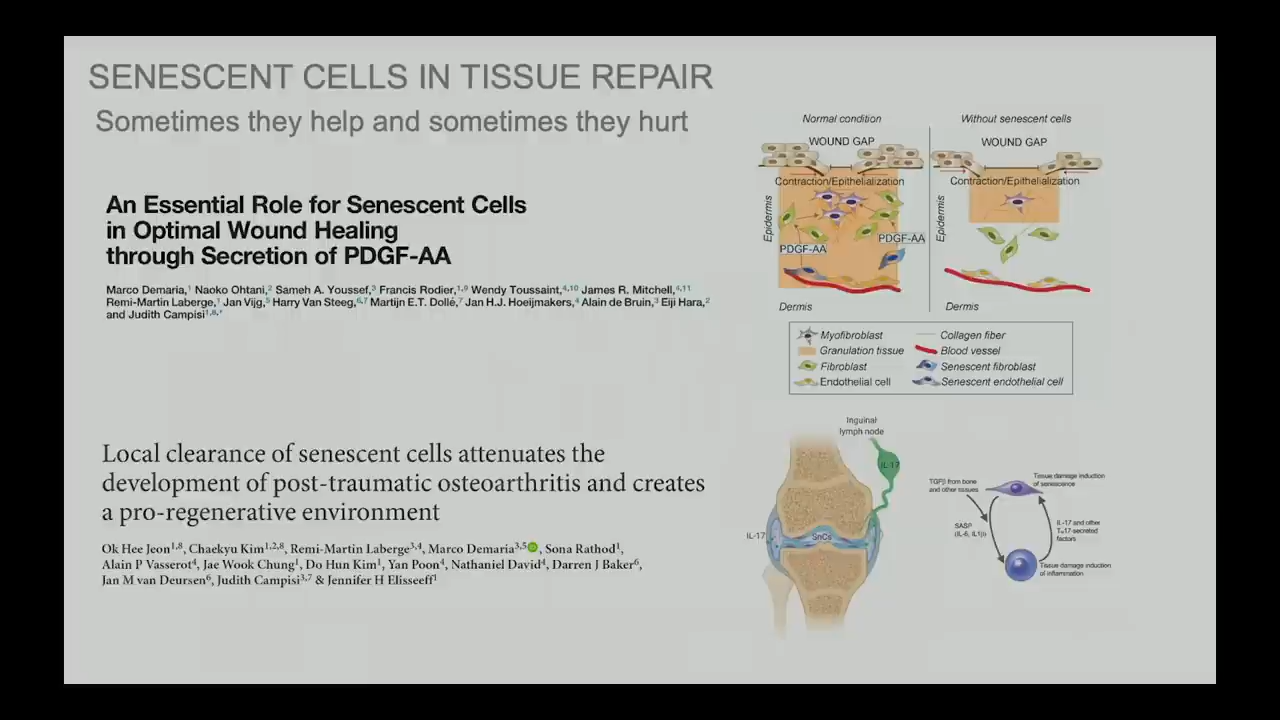 SENESCENT CELLS IN TISSUE REPAIR
Sometimes they help and sometimes they hurt
An Essential Role for Senescent Cells
in Optimal Wound Healing
through Secretion of PDGF-AA
Marco Demaria,¹ Naoko Ohtani,² Sameh A. Youssef,³ Francis Rodier,¹,⁹ Wendy Toussaint,⁴,¹⁰ James R. Mitchell,⁴,¹¹
Remi-Martin Laberge,¹ Jan Vijg,⁵ Harry Van Steeg,⁶,⁷ Martijn E.T. Dollé,⁷ Jan H.J. Hoeijmakers,⁴ Alain de Bruin,³ Eiji Hara,²
and Judith Campisi¹,⁸,*
Normal condition
Without senescent cells
WOUND GAP
WOUND GAP
Contraction/Epithelialization
Contraction/Epithelialization
Epidermis
Epidermis
PDGF-AA
PDGF-AA
Dermis
Dermis
Myofibroblast
Collagen fiber
Granulation tissue
Blood vessel
Fibroblast
Senescent fibroblast
Endothelial cell
Senescent endothelial cell
Local clearance of senescent cells attenuates the
development of post-traumatic osteoarthritis and creates
a pro-regenerative environment
Ok Hee Jeon¹,⁸, Chaekyu Kim¹,²,⁸, Remi-Martin Laberge³,⁴, Marco Demaria³,⁵, Sona Rathod¹,
Alain P Vasserot⁴, Jae Wook Chung¹, Do Hun Kim¹, Yan Poon⁴, Nathaniel David⁴, Darren J Baker⁶,
Jan M van Deursen⁶, Judith Campisi³,⁷ & Jennifer H Elisseeff¹
Inguinal
lymph node
IL-17
IL-17
SnCs
TGFβ from bone
and other tissues
Tissue damage induction
of senescence
SASP
(IL-6, IL1β)
IL-17 and other
Tₕ17-secreted
factors
Tissue damage induction
of inflammation